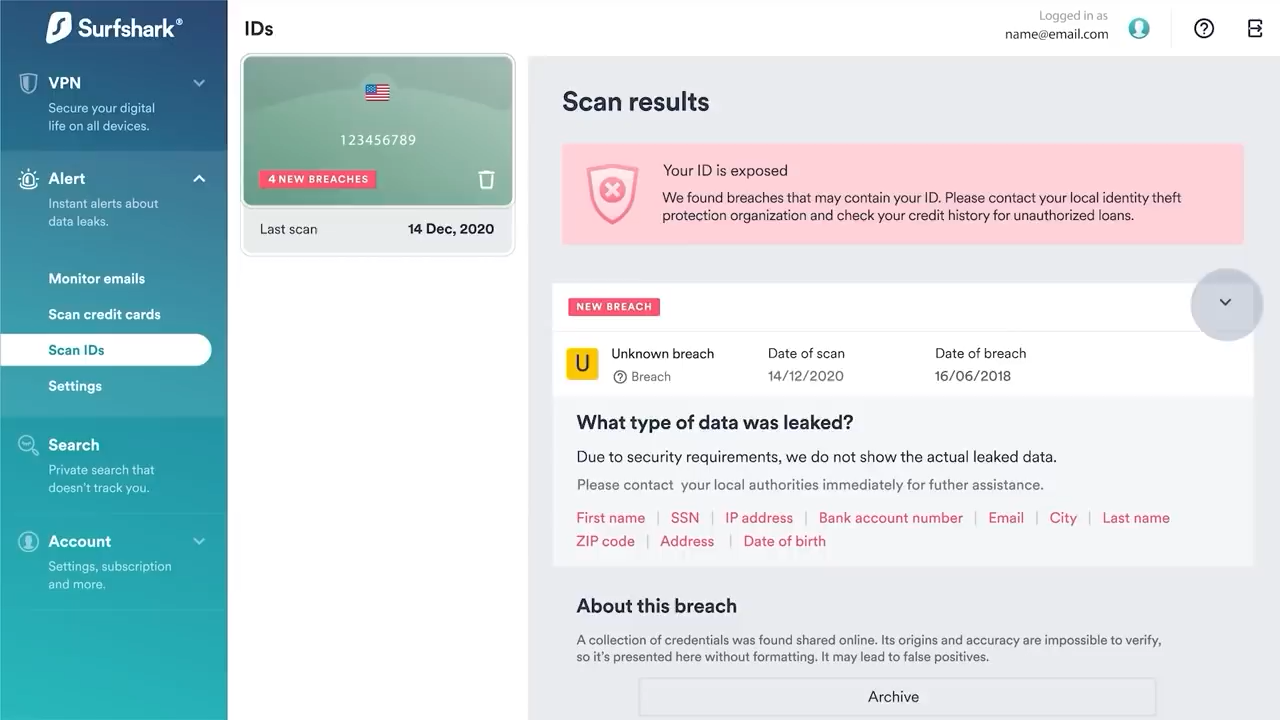 Surfshark®
VPN
Secure your digital
life on all devices.
Alert
Instant alerts about
data leaks.
Monitor emails
Scan credit cards
Scan IDs
Settings
Search
Private search that
doesn't track you.
Account
Settings, subscription
and more.
IDs
Logged in as
name@email.com
123456789
4 NEW BREACHES
Last scan 14 Dec, 2020
Scan results
Your ID is exposed
We found breaches that may contain your ID. Please contact your local identity theft
protection organization and check your credit history for unauthorized loans.
NEW BREACH
U
Unknown breach Date of scan Date of breach
Breach 14/12/2020 16/06/2018
What type of data was leaked?
Due to security requirements, we do not show the actual leaked data.
Please contact your local authorities immediately for futher assistance.
First name | SSN | IP address | Bank account number | Email | City | Last name
ZIP code | Address | Date of birth
About this breach
A collection of credentials was found shared online. Its origins and accuracy are impossible to verify,
so it's presented here without formatting. It may lead to false positives.
Archive